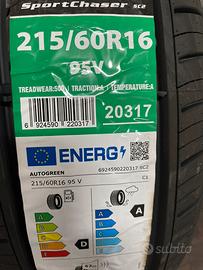 SportChaser SC2
215/60R16
95V
TREADWEAR:500 / TRACTION:A / TEMPERATURE:A
6 924590 220317
20317
ENERG
AUTOGREEN
6924590220317 SC2
215/60R16 95 V
C1
A
B
C
D
E
D
A
B
C
D
E
A
subito